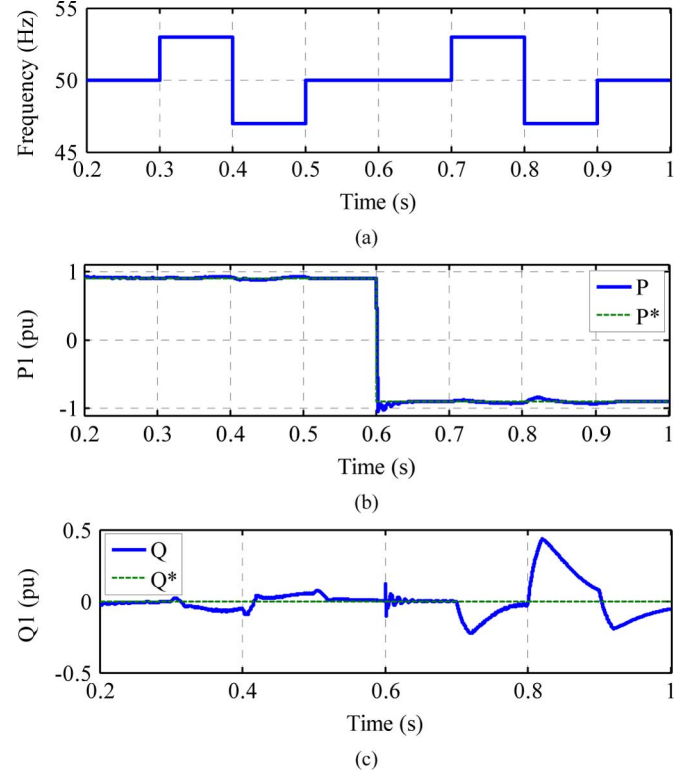 55
50
45
Frequency (Hz)
0.2 0.3 0.4 0.5 0.6 0.7 0.8 0.9 1
Time (s)
(a)
1
0
-1
P1 (pu)
P
P*
0.2 0.3 0.4 0.5 0.6 0.7 0.8 0.9 1
Time (s)
(b)
0.5
0
-0.5
Q1 (pu)
Q
Q*
0.2 0.4 0.6 0.8 1
Time (s)
(c)